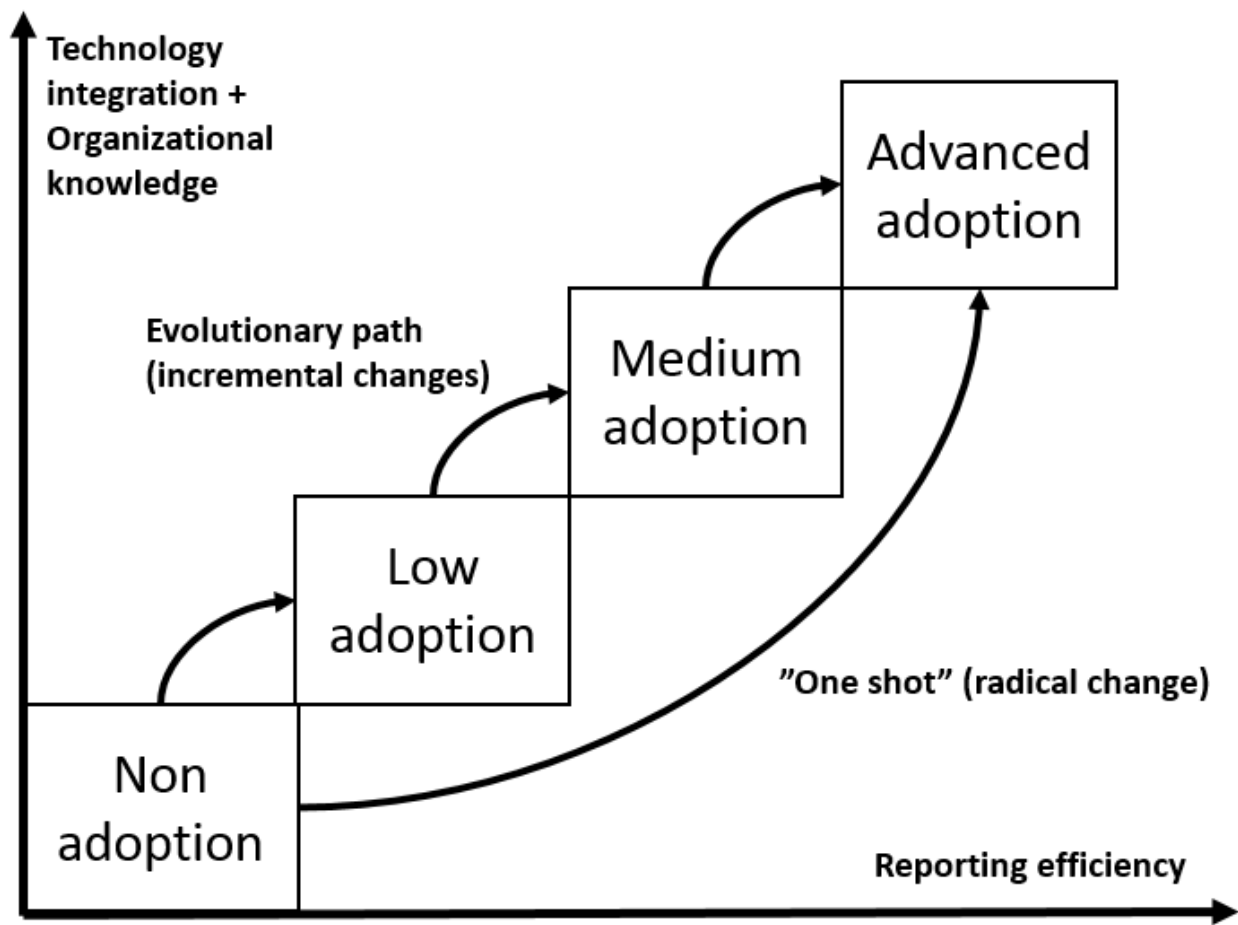 Technology
integration +
Organizational
knowledge
Advanced
adoption
Evolutionary path
(incremental changes)
Medium
adoption
Low
adoption
”One shot” (radical change)
Non
adoption
Reporting efficiency